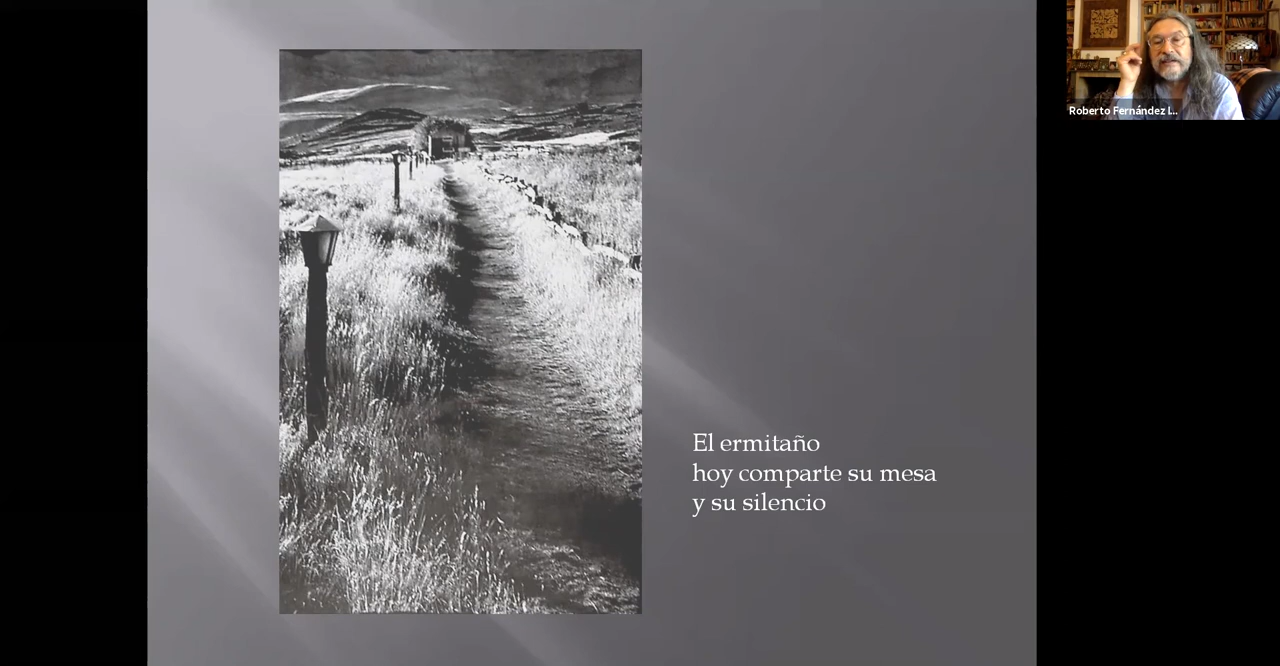 El ermitaño
hoy comparte su mesa
y su silencio
Roberto Fernández I...